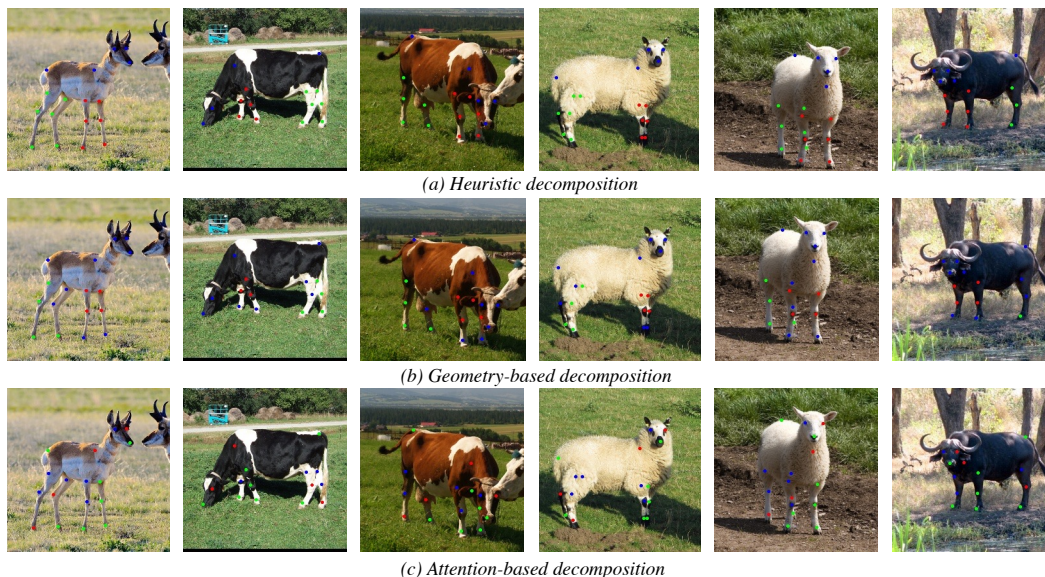 (a) Heuristic decomposition
(b) Geometry-based decomposition
(c) Attention-based decomposition